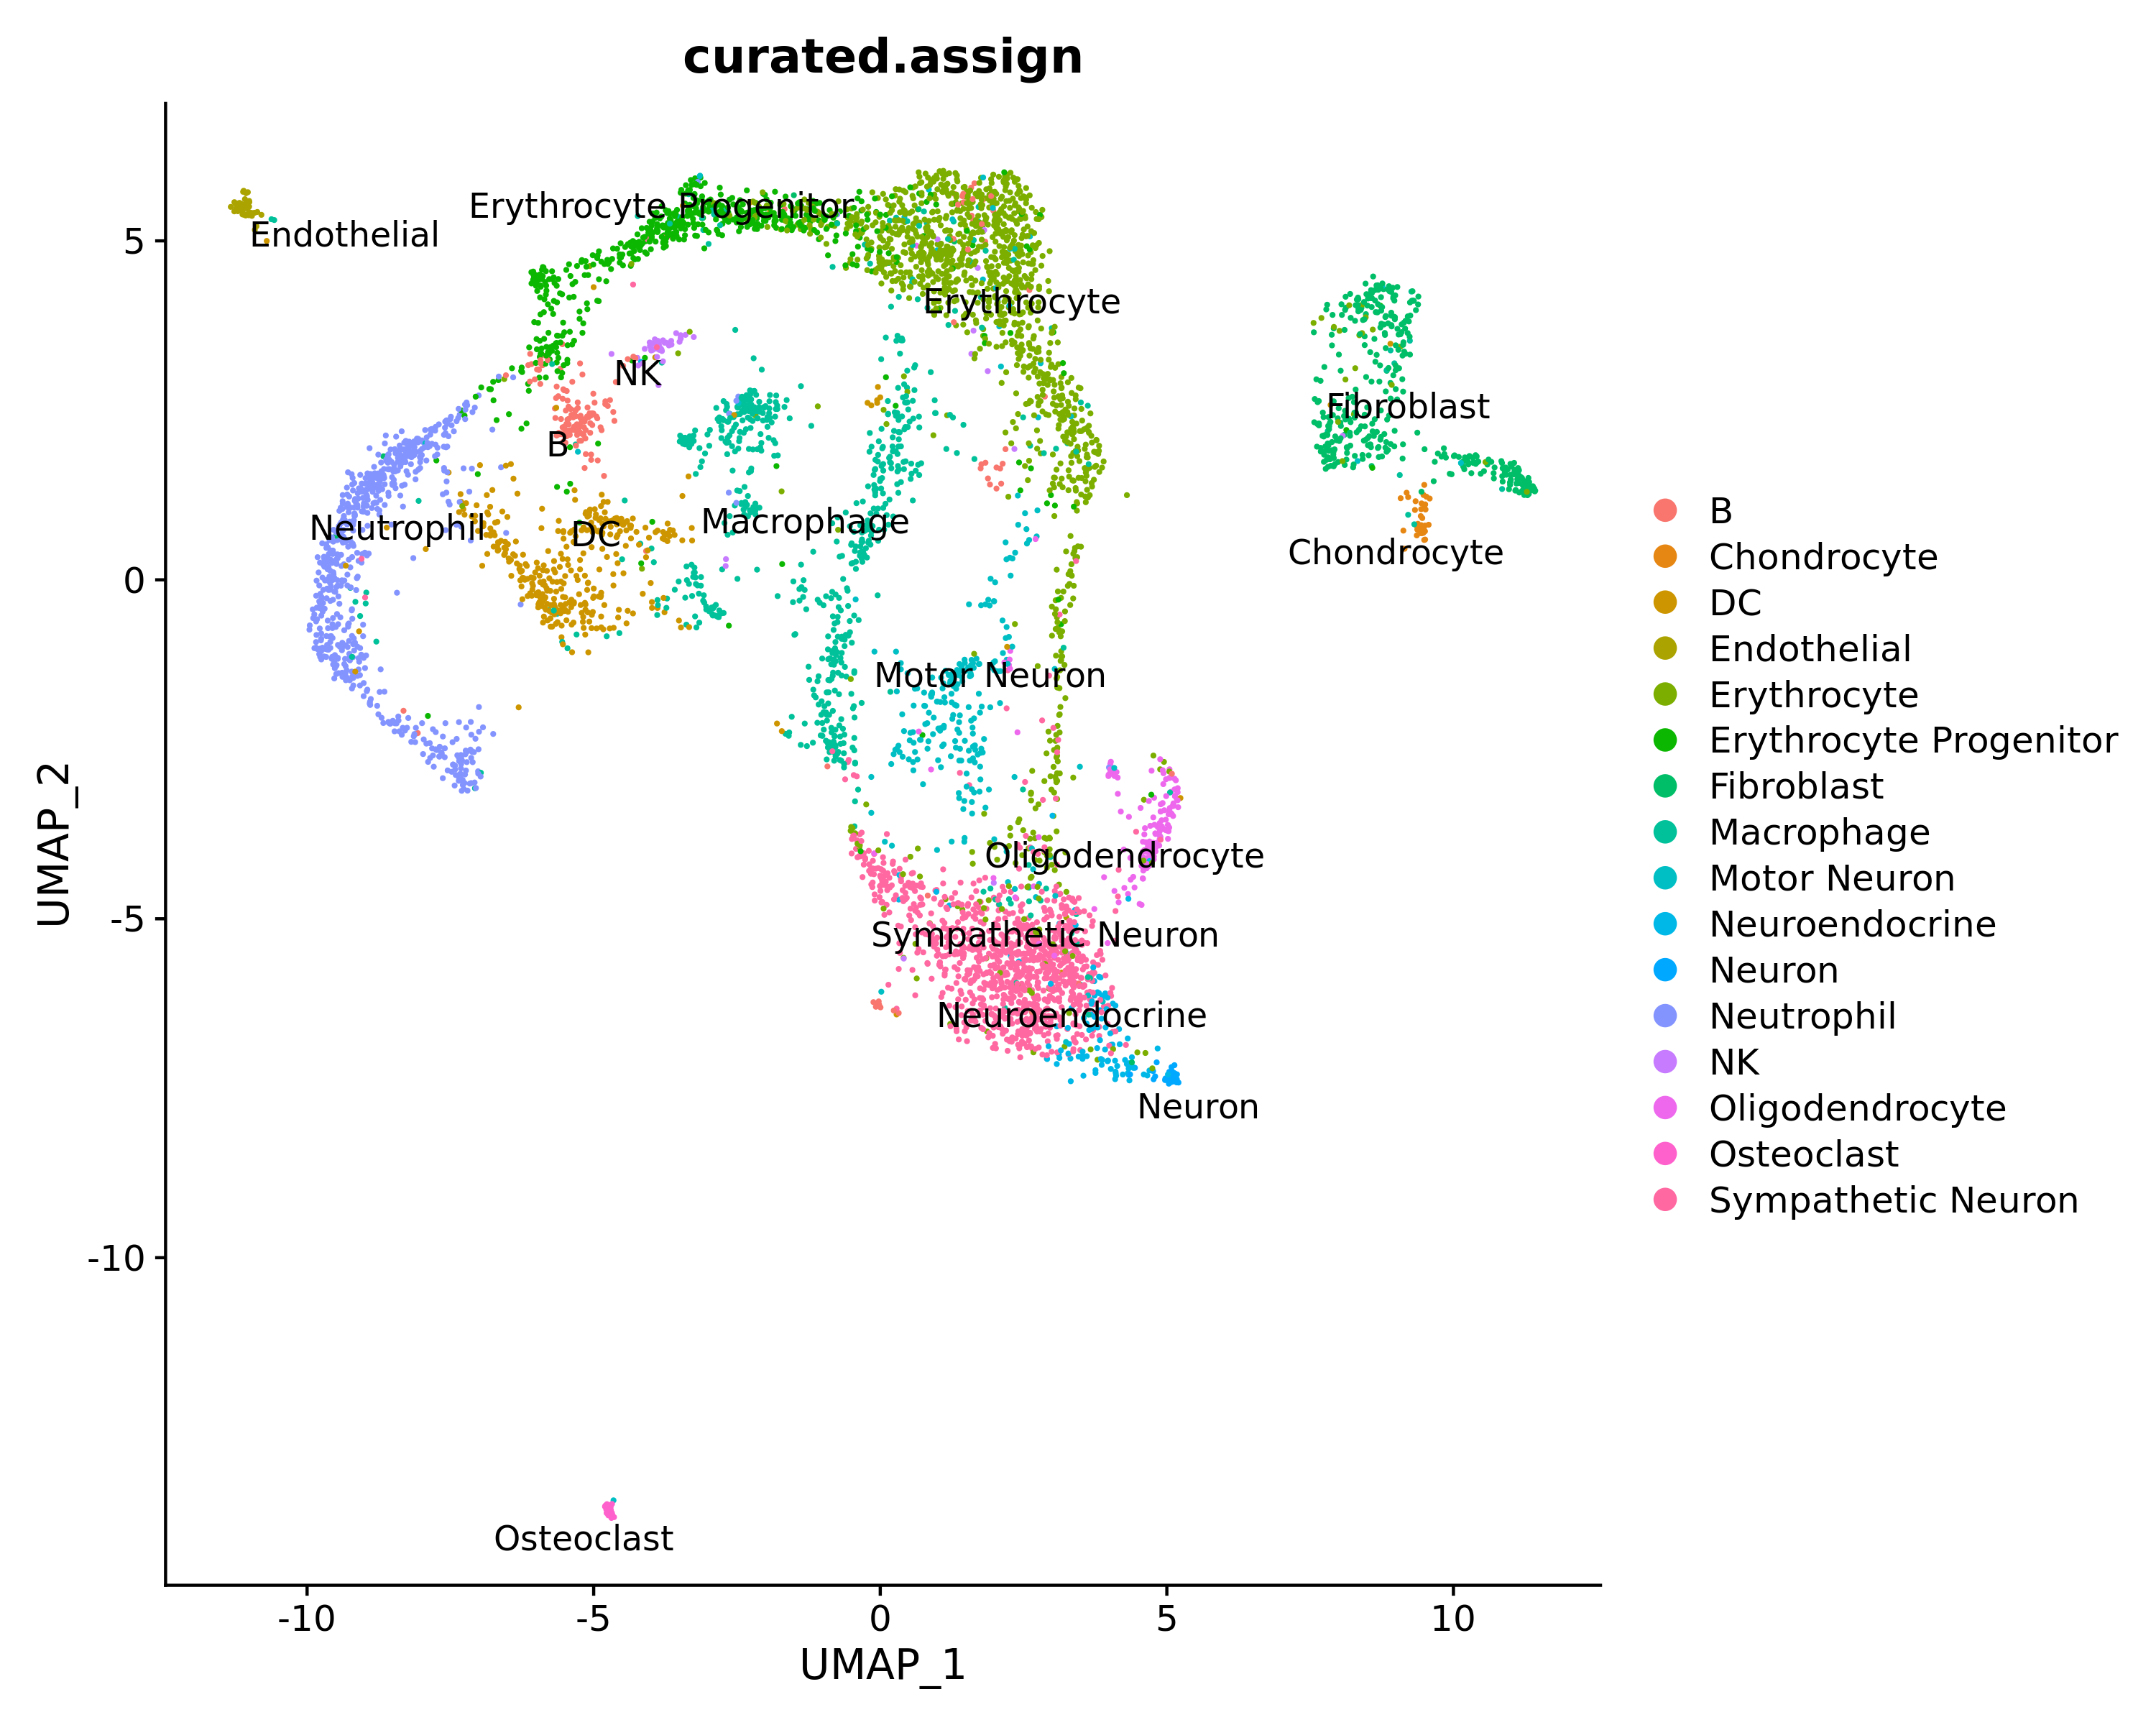 curated.assign
Erythrocyte Progenitor
Endothelial
Erythrocyte
NK
Fibroblast
B
Neutrophil
DC
Macrophage
Chondrocyte
Motor Neuron
Oligodendrocyte
Sympathetic Neuron
Neuroendocrine
Neuron
Osteoclast
5
0
-5
-10
UMAP_2
-10
-5
0
5
10
UMAP_1
B
Chondrocyte
DC
Endothelial
Erythrocyte
Erythrocyte Progenitor
Fibroblast
Macrophage
Motor Neuron
Neuroendocrine
Neuron
Neutrophil
NK
Oligodendrocyte
Osteoclast
Sympathetic Neuron